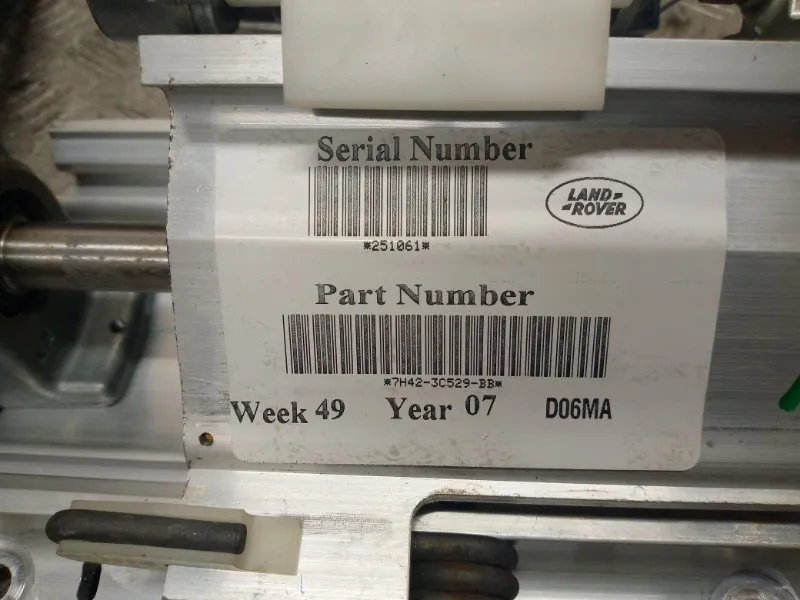 Serial Number
*251061*
LAND-
-ROVER
Part Number
*7H42-3C529-BB*
Week 49 Year 07 D06MA